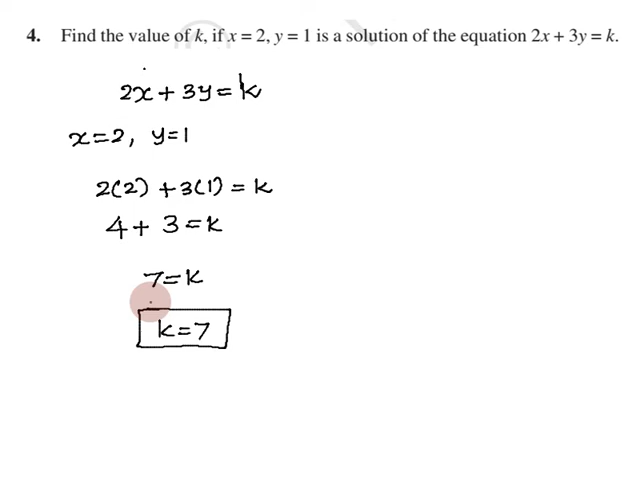 4. Find the value of k, if x = 2, y = 1 is a solution of the equation 2x + 3y = k.
2x + 3y = k
x = 2, y = 1
2(2) + 3(1) = k
4 + 3 = k
7 = k
k = 7